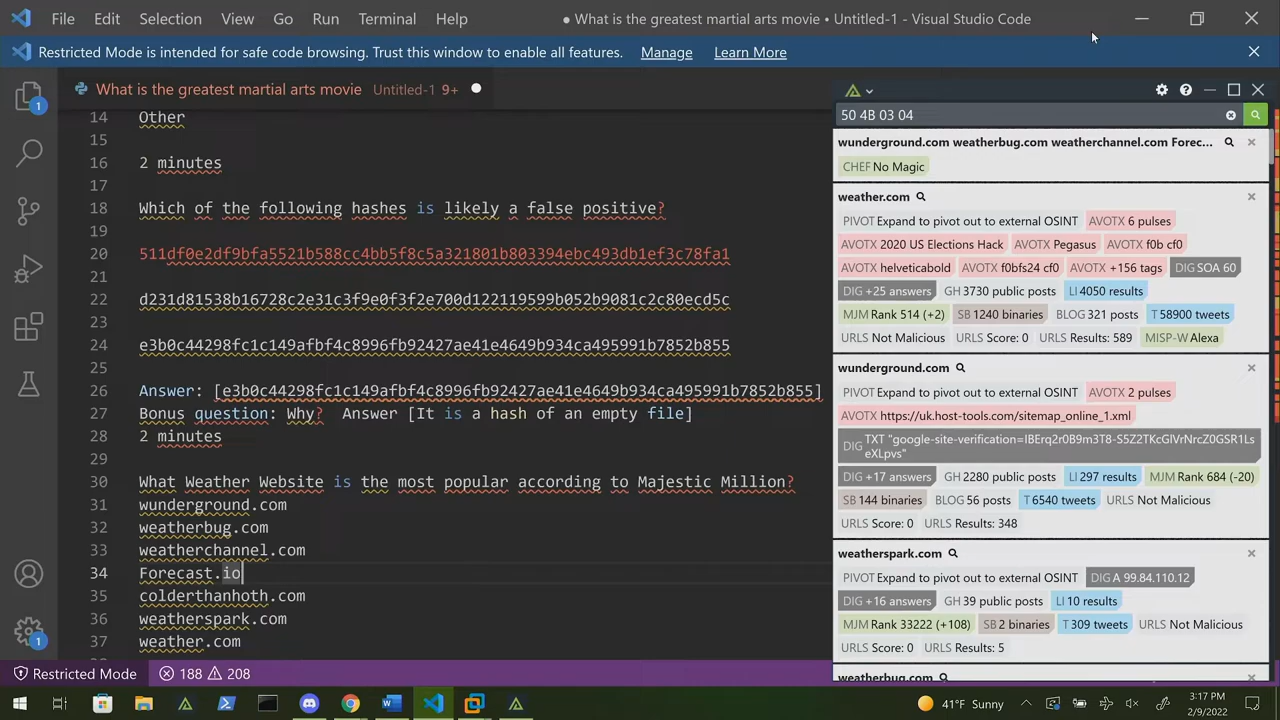 File Edit Selection View Go Run Terminal Help ● What is the greatest martial arts movie • Untitled-1 - Visual Studio Code
Restricted Mode is intended for safe code browsing. Trust this window to enable all features. Manage Learn More
What is the greatest martial arts movie Untitled-1 9+
14 Other
15
16 2 minutes
17
18 Which of the following hashes is likely a false positive?
19
20 511df0e2df9bfa5521b588cc4bb5f8c5a321801b803394ebc493db1ef3c78fa1
21
22 d231d81538b16728c2e31c3f9e0f3f2e700d122119599b052b9081c2c80ecd5c
23
24 e3b0c44298fc1c149afbf4c8996fb92427ae41e4649b934ca495991b7852b855
25
26 Answer: [e3b0c44298fc1c149afbf4c8996fb92427ae41e4649b934ca495991b7852b855]
27 Bonus question: Why? Answer [It is a hash of an empty file]
28 2 minutes
29
30 What Weather Website is the most popular according to Majestic Million?
31 wunderground.com
32 weatherbug.com
33 weatherchannel.com
34 Forecast.io
35 colderthanhoth.com
36 weatherspark.com
37 weather.com
50 4B 03 04
wunderground.com weatherbug.com weatherchannel.com Forec...
CHEF No Magic
weather.com
PIVOT Expand to pivot out to external OSINT AVOTX 6 pulses
AVOTX 2020 US Elections Hack AVOTX Pegasus AVOTX f0b cf0
AVOTX helveticabold AVOTX f0bfs24 cf0 AVOTX +156 tags DIG SOA 60
DIG +25 answers GH 3730 public posts LI 4050 results
MJM Rank 514 (+2) SB 1240 binaries BLOG 321 posts T 58900 tweets
URLS Not Malicious URLS Score: 0 URLS Results: 589 MISP-W Alexa
wunderground.com
PIVOT Expand to pivot out to external OSINT AVOTX 2 pulses
AVOTX https://uk.host-tools.com/sitemap_online_1.xml
DIG TXT "google-site-verification=IBErq2r0B9m3T8-S5Z2TKcGlVrNrcZ0GSR1Ls
eXLpvs"
DIG +17 answers GH 2280 public posts LI 297 results MJM Rank 684 (-20)
SB 144 binaries BLOG 56 posts T 6540 tweets URLS Not Malicious
URLS Score: 0 URLS Results: 348
weatherspark.com
PIVOT Expand to pivot out to external OSINT DIG A 99.84.110.12
DIG +16 answers GH 39 public posts LI 10 results
MJM Rank 33222 (+108) SB 2 binaries T 309 tweets URLS Not Malicious
URLS Score: 0 URLS Results: 5
weatherbug.com
1
1
Restricted Mode 188 208
41°F Sunny 3:17 PM
2/9/2022